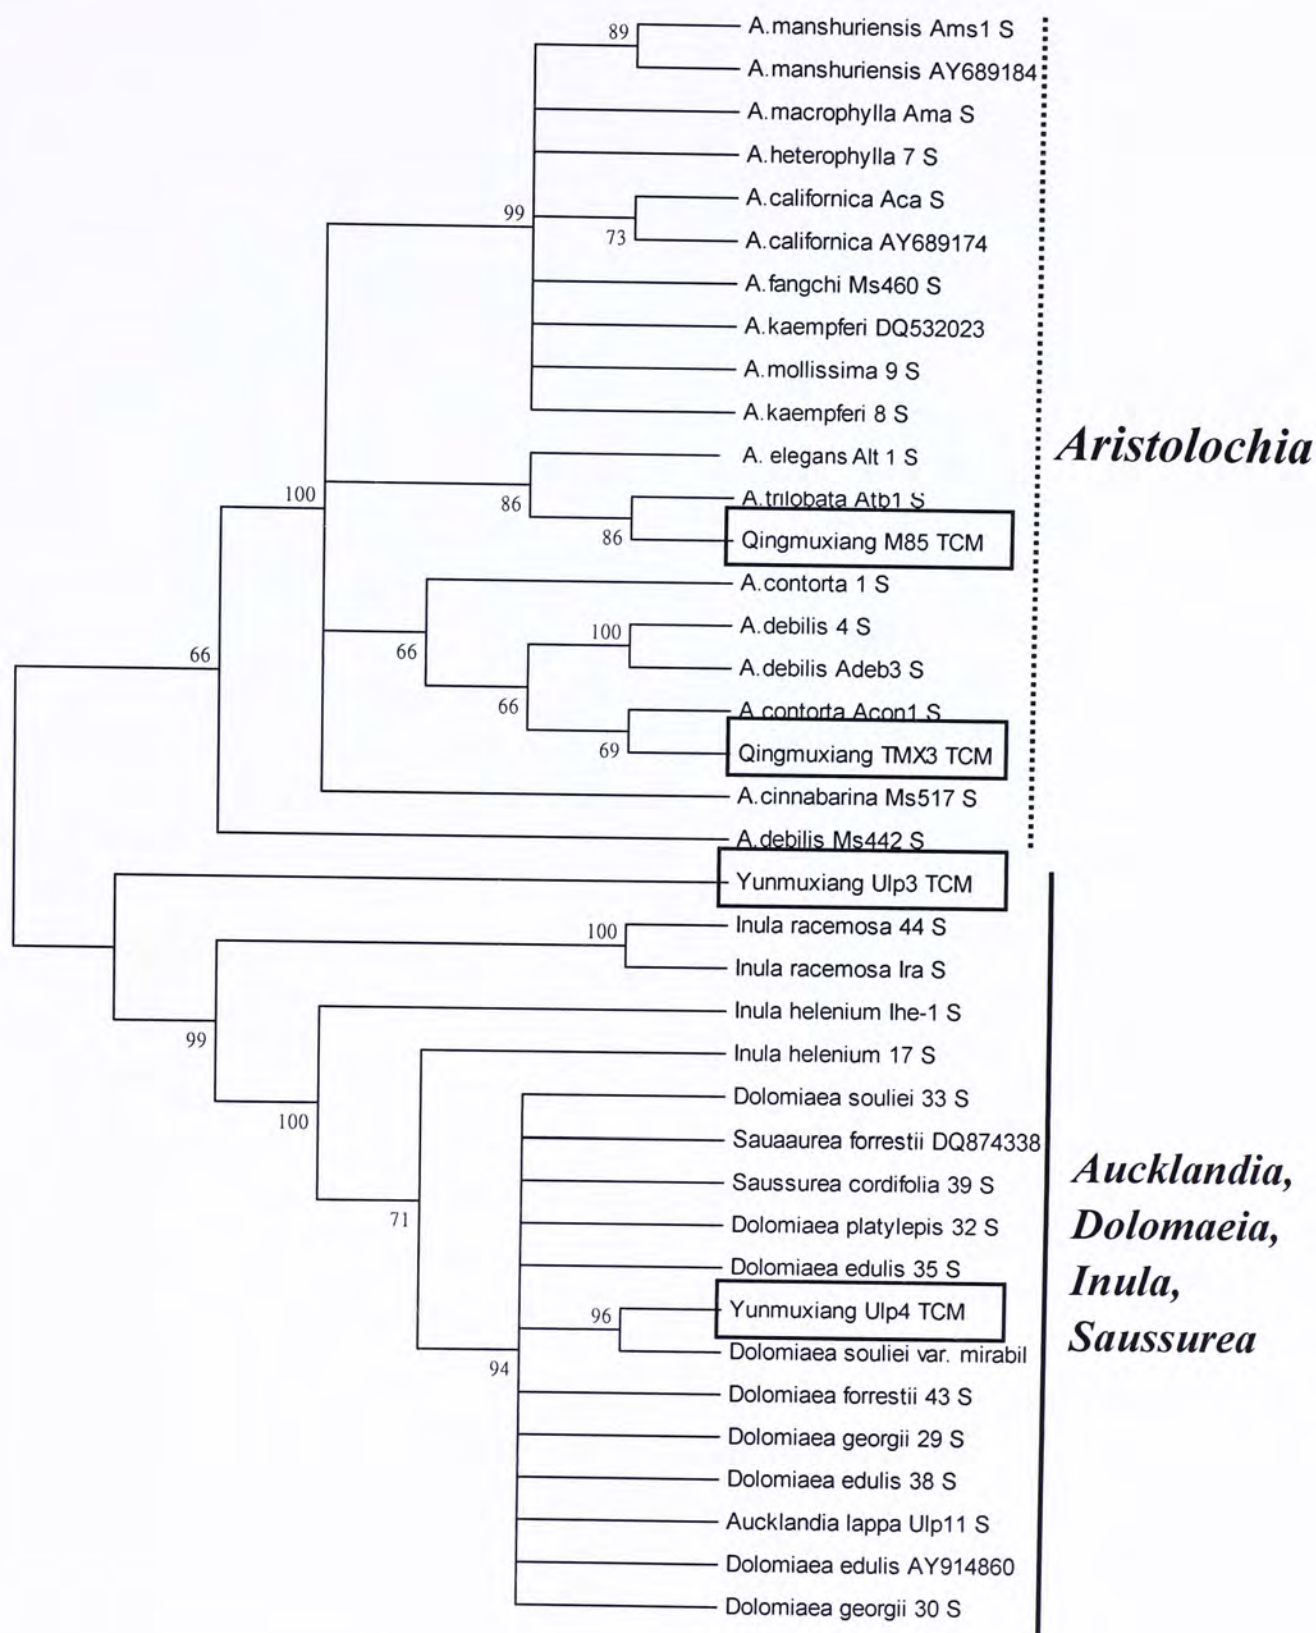 A.manshuriensis Ams1 S
89
A.manshuriensis AY689184
A.macrophylla Ama S
A.heterophylla 7 S
A.californica Aca S
99
73
A.californica AY689174
A.fangchi Ms460 S
A.kaempferi DQ532023
A.mollissima 9 S
A.kaempferi 8 S
Aristolochia
A. elegans Alt 1 S
100
86
A.trilobata Atb1 S
86
Qingmuxiang M85 TCM
A.contorta 1 S
100
A.debilis 4 S
66
66
A.debilis Adeb3 S
66
A.contorta Acon1 S
69
Qingmuxiang TMX3 TCM
A.cinnabarina Ms517 S
A.debilis Ms442 S
Yunmuxiang Ulp3 TCM
100
Inula racemosa 44 S
Inula racemosa Ira S
Inula helenium Ihe-1 S
99
Inula helenium 17 S
Dolomiaea souliei 33 S
100
Sauaaurea forrestii DQ874338
Saussurea cordifolia 39 S
71
Dolomiaea platylepis 32 S
Dolomiaea edulis 35 S
96
Yunmuxiang Ulp4 TCM
Dolomiaea souliei var. mirabil
94
Dolomiaea forrestii 43 S
Dolomiaea georgii 29 S
Dolomiaea edulis 38 S
Aucklandia lappa Ulp11 S
Dolomiaea edulis AY914860
Dolomiaea georgii 30 S
Aucklandia,
Dolomaeia,
Inula,
Saussurea